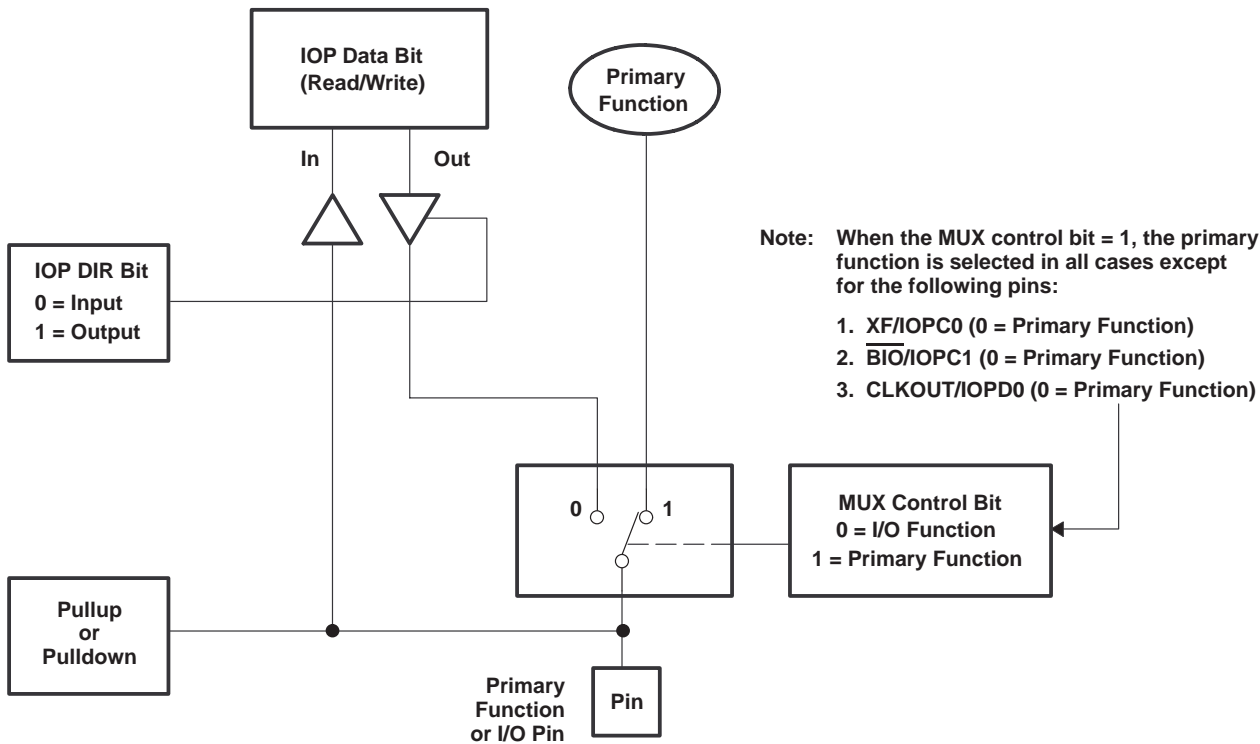 IOP Data Bit
(Read/Write)
Primary
Function
In
Out
IOP DIR Bit
0 = Input
1 = Output
Note: When the MUX control bit = 1, the primary
function is selected in all cases except
for the following pins:
1. XF/IOPC0 (0 = Primary Function)
2. B̅I̅O̅/IOPC1 (0 = Primary Function)
3. CLKOUT/IOPD0 (0 = Primary Function)
0
1
MUX Control Bit
0 = I/O Function
1 = Primary Function
Pullup
or
Pulldown
Primary
Function
or I/O Pin
Pin